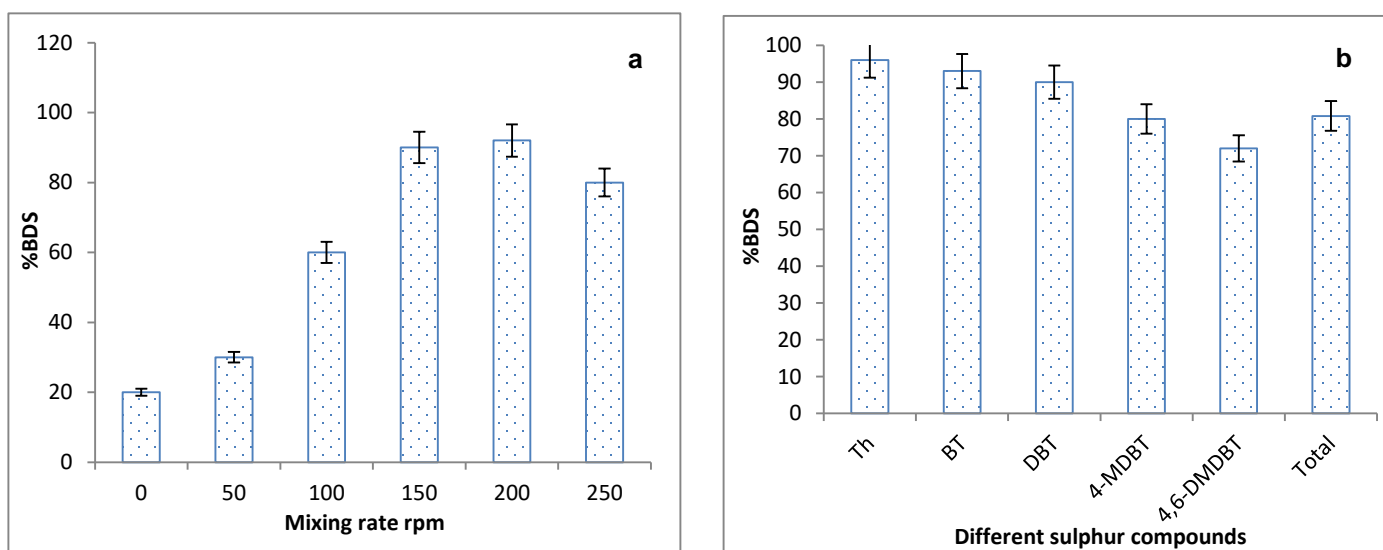 a
120
100
80
60
40
20
0
%BDS
0 50 100 150 200 250
Mixing rate rpm
b
100
90
80
70
60
50
40
30
20
10
0
%BDS
Th BT DBT 4-MDBT 4,6-DMDBT Total
Different sulphur compounds